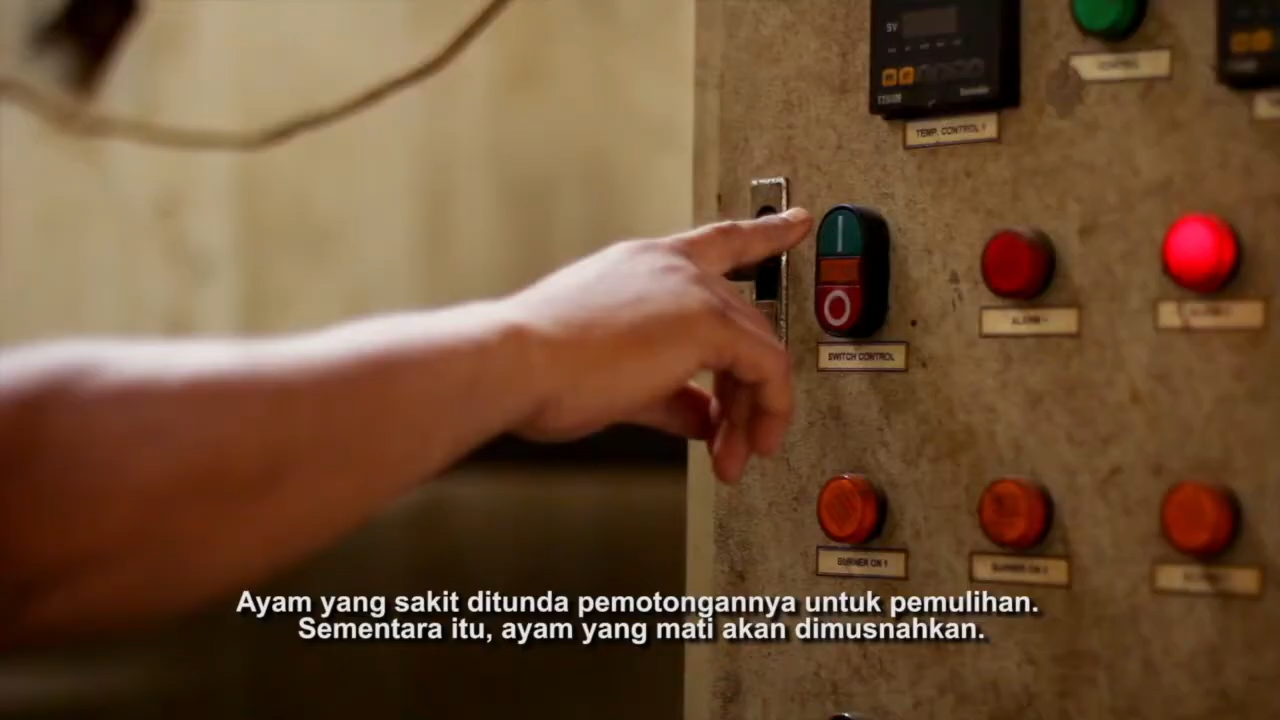 SV
TEMP. CONTROL 1
SWITCH CONTROL
ALARM 1
BURNER ON 1
BURNER ON 2
Ayam yang sakit ditunda pemotongannya untuk pemulihan.
Sementara itu, ayam yang mati akan dimusnahkan.